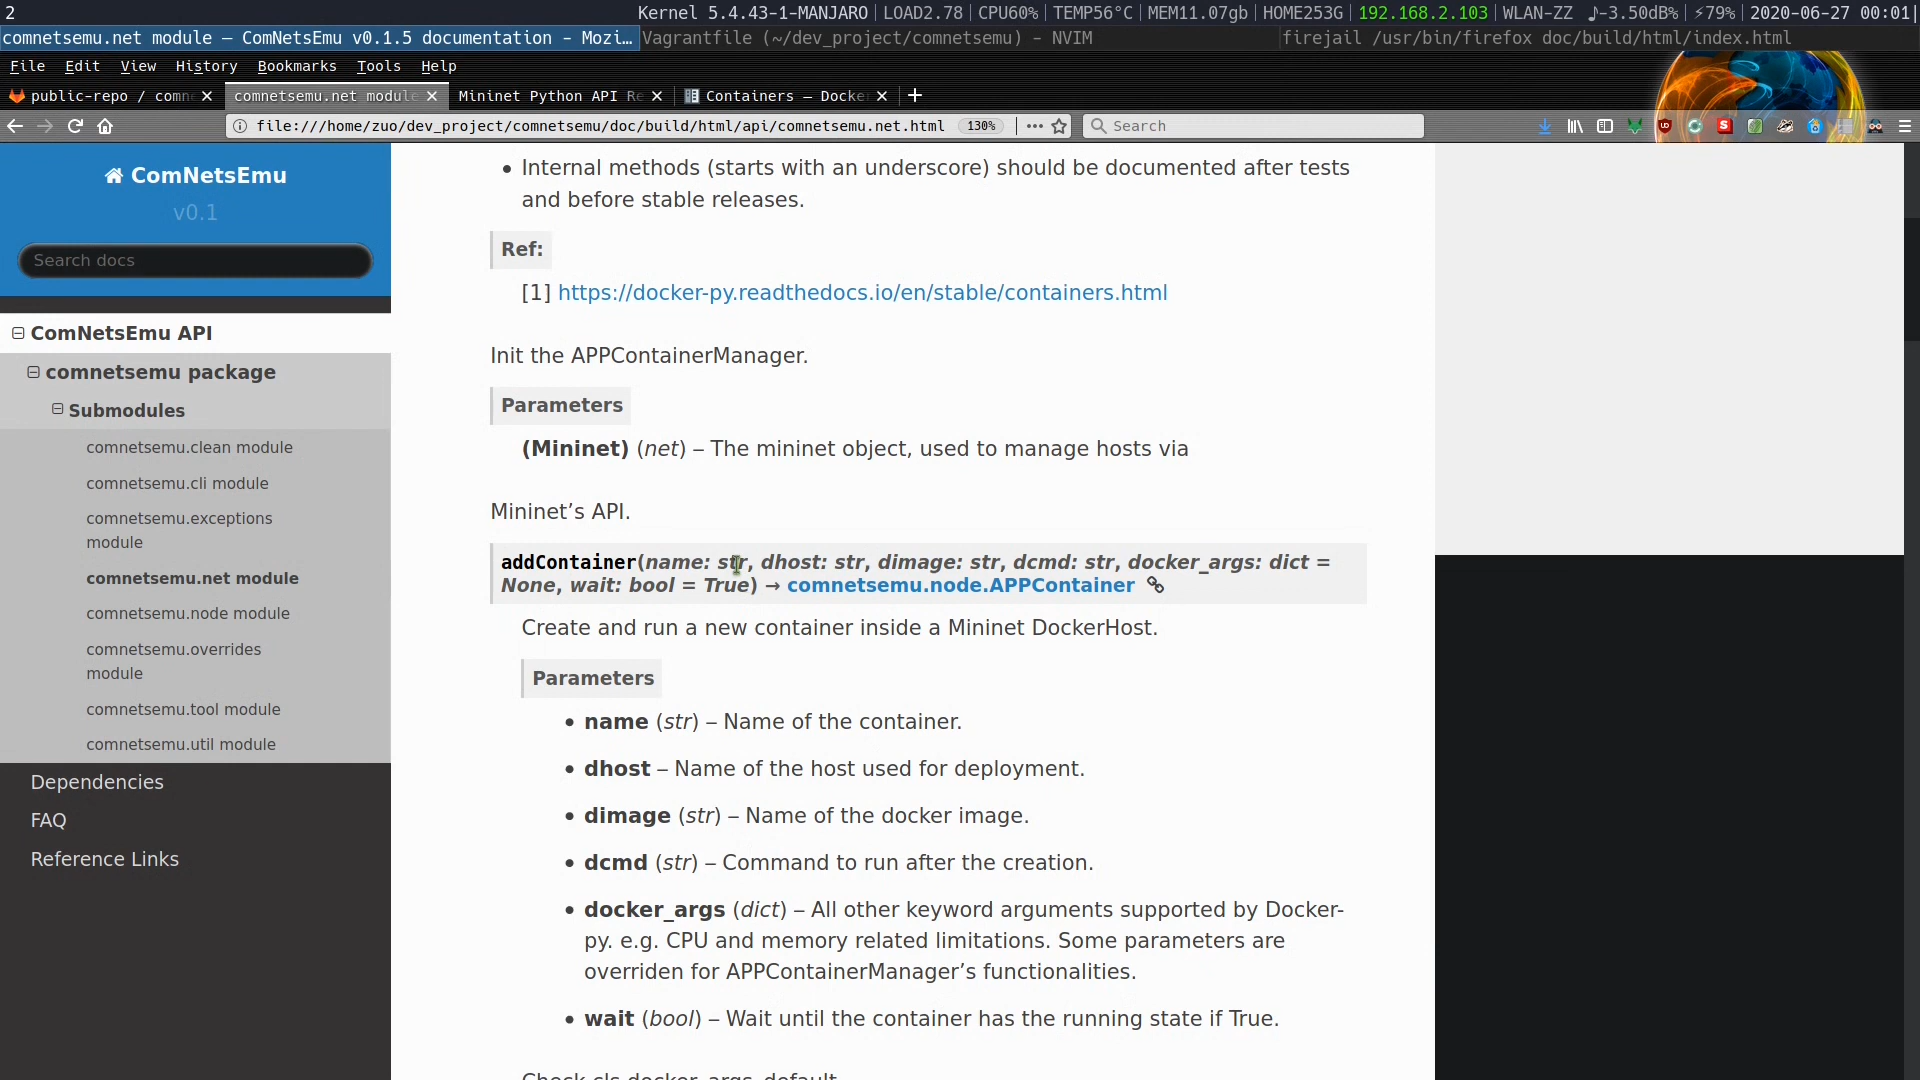 2 Kernel 5.4.43-1-MANJARO | LOAD2.78 | CPU60% | TEMP56°C | MEM11.07gb | HOME253G | 192.168.2.103 | WLAN-ZZ ♪-3.50dB% | ⚡79% | 2020-06-27 00:01
comnetsemu.net module — ComNetsEmu v0.1.5 documentation - Mozi… Vagrantfile (~/dev_project/comnetsemu) - NVIM firejail /usr/bin/firefox doc/build/html/index.html
File Edit View History Bookmarks Tools Help
public-repo / comne comnetsemu.net module Mininet Python API Re Containers — Docke
file:///home/zuo/dev_project/comnetsemu/doc/build/html/api/comnetsemu.net.html 130% Search
ComNetsEmu
v0.1
Search docs
ComNetsEmu API
comnetsemu package
Submodules
comnetsemu.clean module
comnetsemu.cli module
comnetsemu.exceptions
module
comnetsemu.net module
comnetsemu.node module
comnetsemu.overrides
module
comnetsemu.tool module
comnetsemu.util module
Dependencies
FAQ
Reference Links
• Internal methods (starts with an underscore) should be documented after tests
and before stable releases.
Ref:
[1] https://docker-py.readthedocs.io/en/stable/containers.html
Init the APPContainerManager.
Parameters
(Mininet) (net) – The mininet object, used to manage hosts via
Mininet’s API.
addContainer(name: str, dhost: str, dimage: str, dcmd: str, docker_args: dict =
None, wait: bool = True) → comnetsemu.node.APPContainer
Create and run a new container inside a Mininet DockerHost.
Parameters
• name (str) – Name of the container.
• dhost – Name of the host used for deployment.
• dimage (str) – Name of the docker image.
• dcmd (str) – Command to run after the creation.
• docker_args (dict) – All other keyword arguments supported by Docker-
py. e.g. CPU and memory related limitations. Some parameters are
overriden for APPContainerManager’s functionalities.
• wait (bool) – Wait until the container has the running state if True.
Check cls.docker_args_default